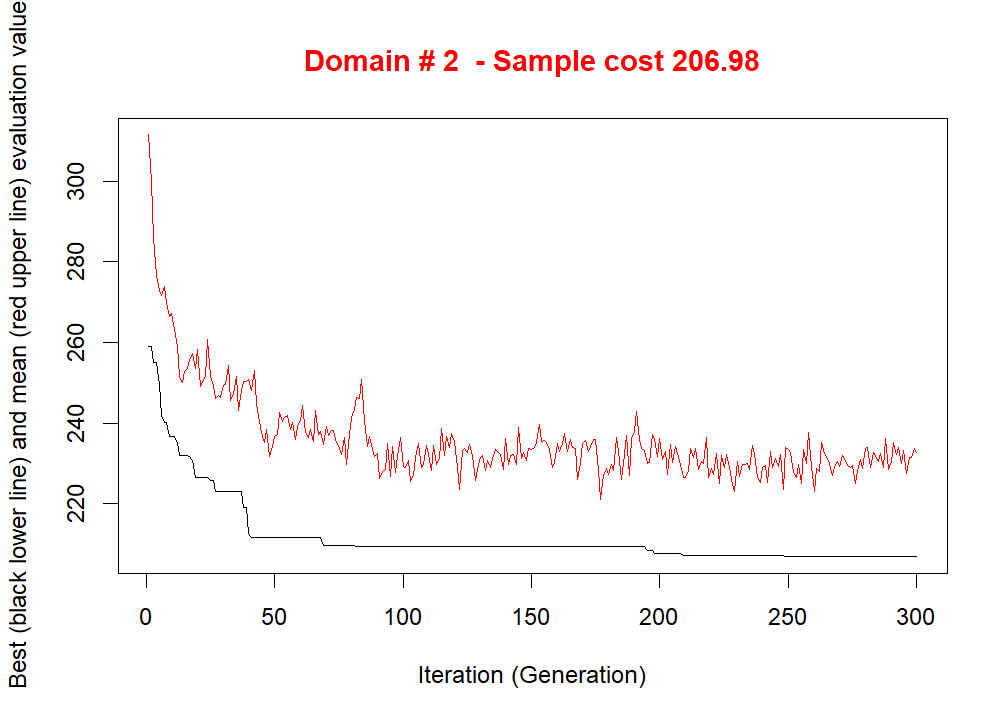 Domain # 2  - Sample cost 206.98
Best (black lower line) and mean (red upper line) evaluation value
300
280
260
240
220
0 50 100 150 200 250 300
Iteration (Generation)